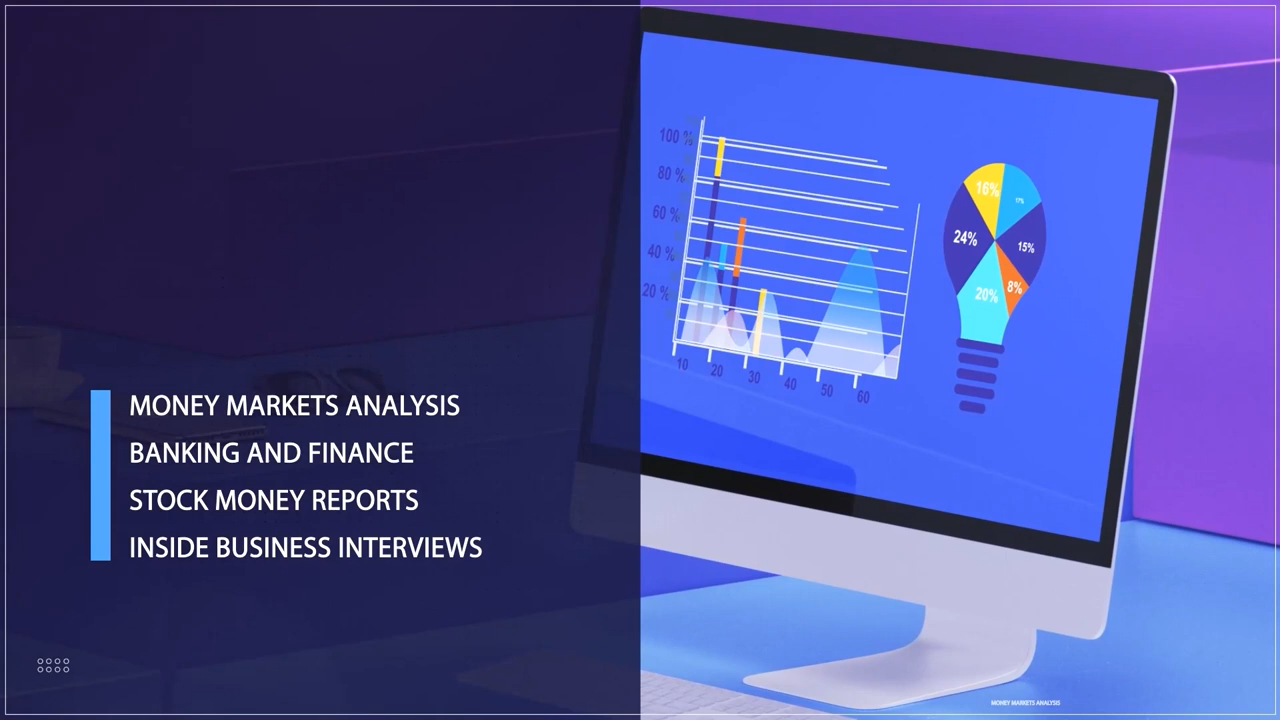 MONEY MARKETS ANALYSIS
BANKING AND FINANCE
STOCK MONEY REPORTS
INSIDE BUSINESS INTERVIEWS
100 %
80 %
60 %
40 %
20 %
10 20 30 40 50 60
16%
17%
24%
15%
20%
8%
MONEY MARKETS ANALYSIS